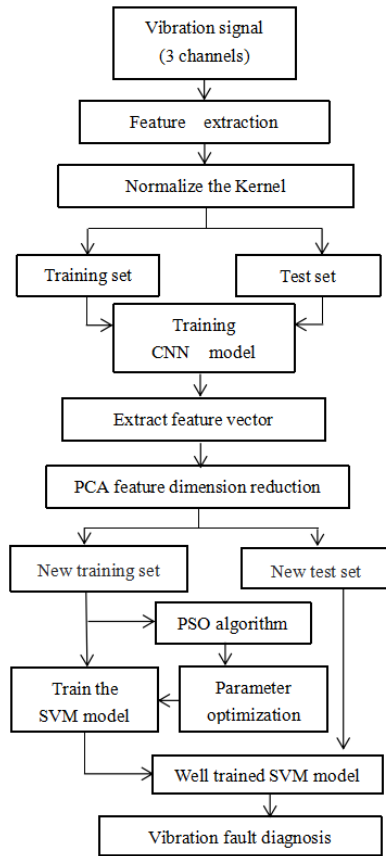 Vibration signal
(3 channels)
Feature extraction
Normalize the Kernel
Training set
Test set
Training
CNN model
Extract feature vector
PCA feature dimension reduction
New training set
New test set
PSO algorithm
Train the
SVM model
Parameter
optimization
Well trained SVM model
Vibration fault diagnosis